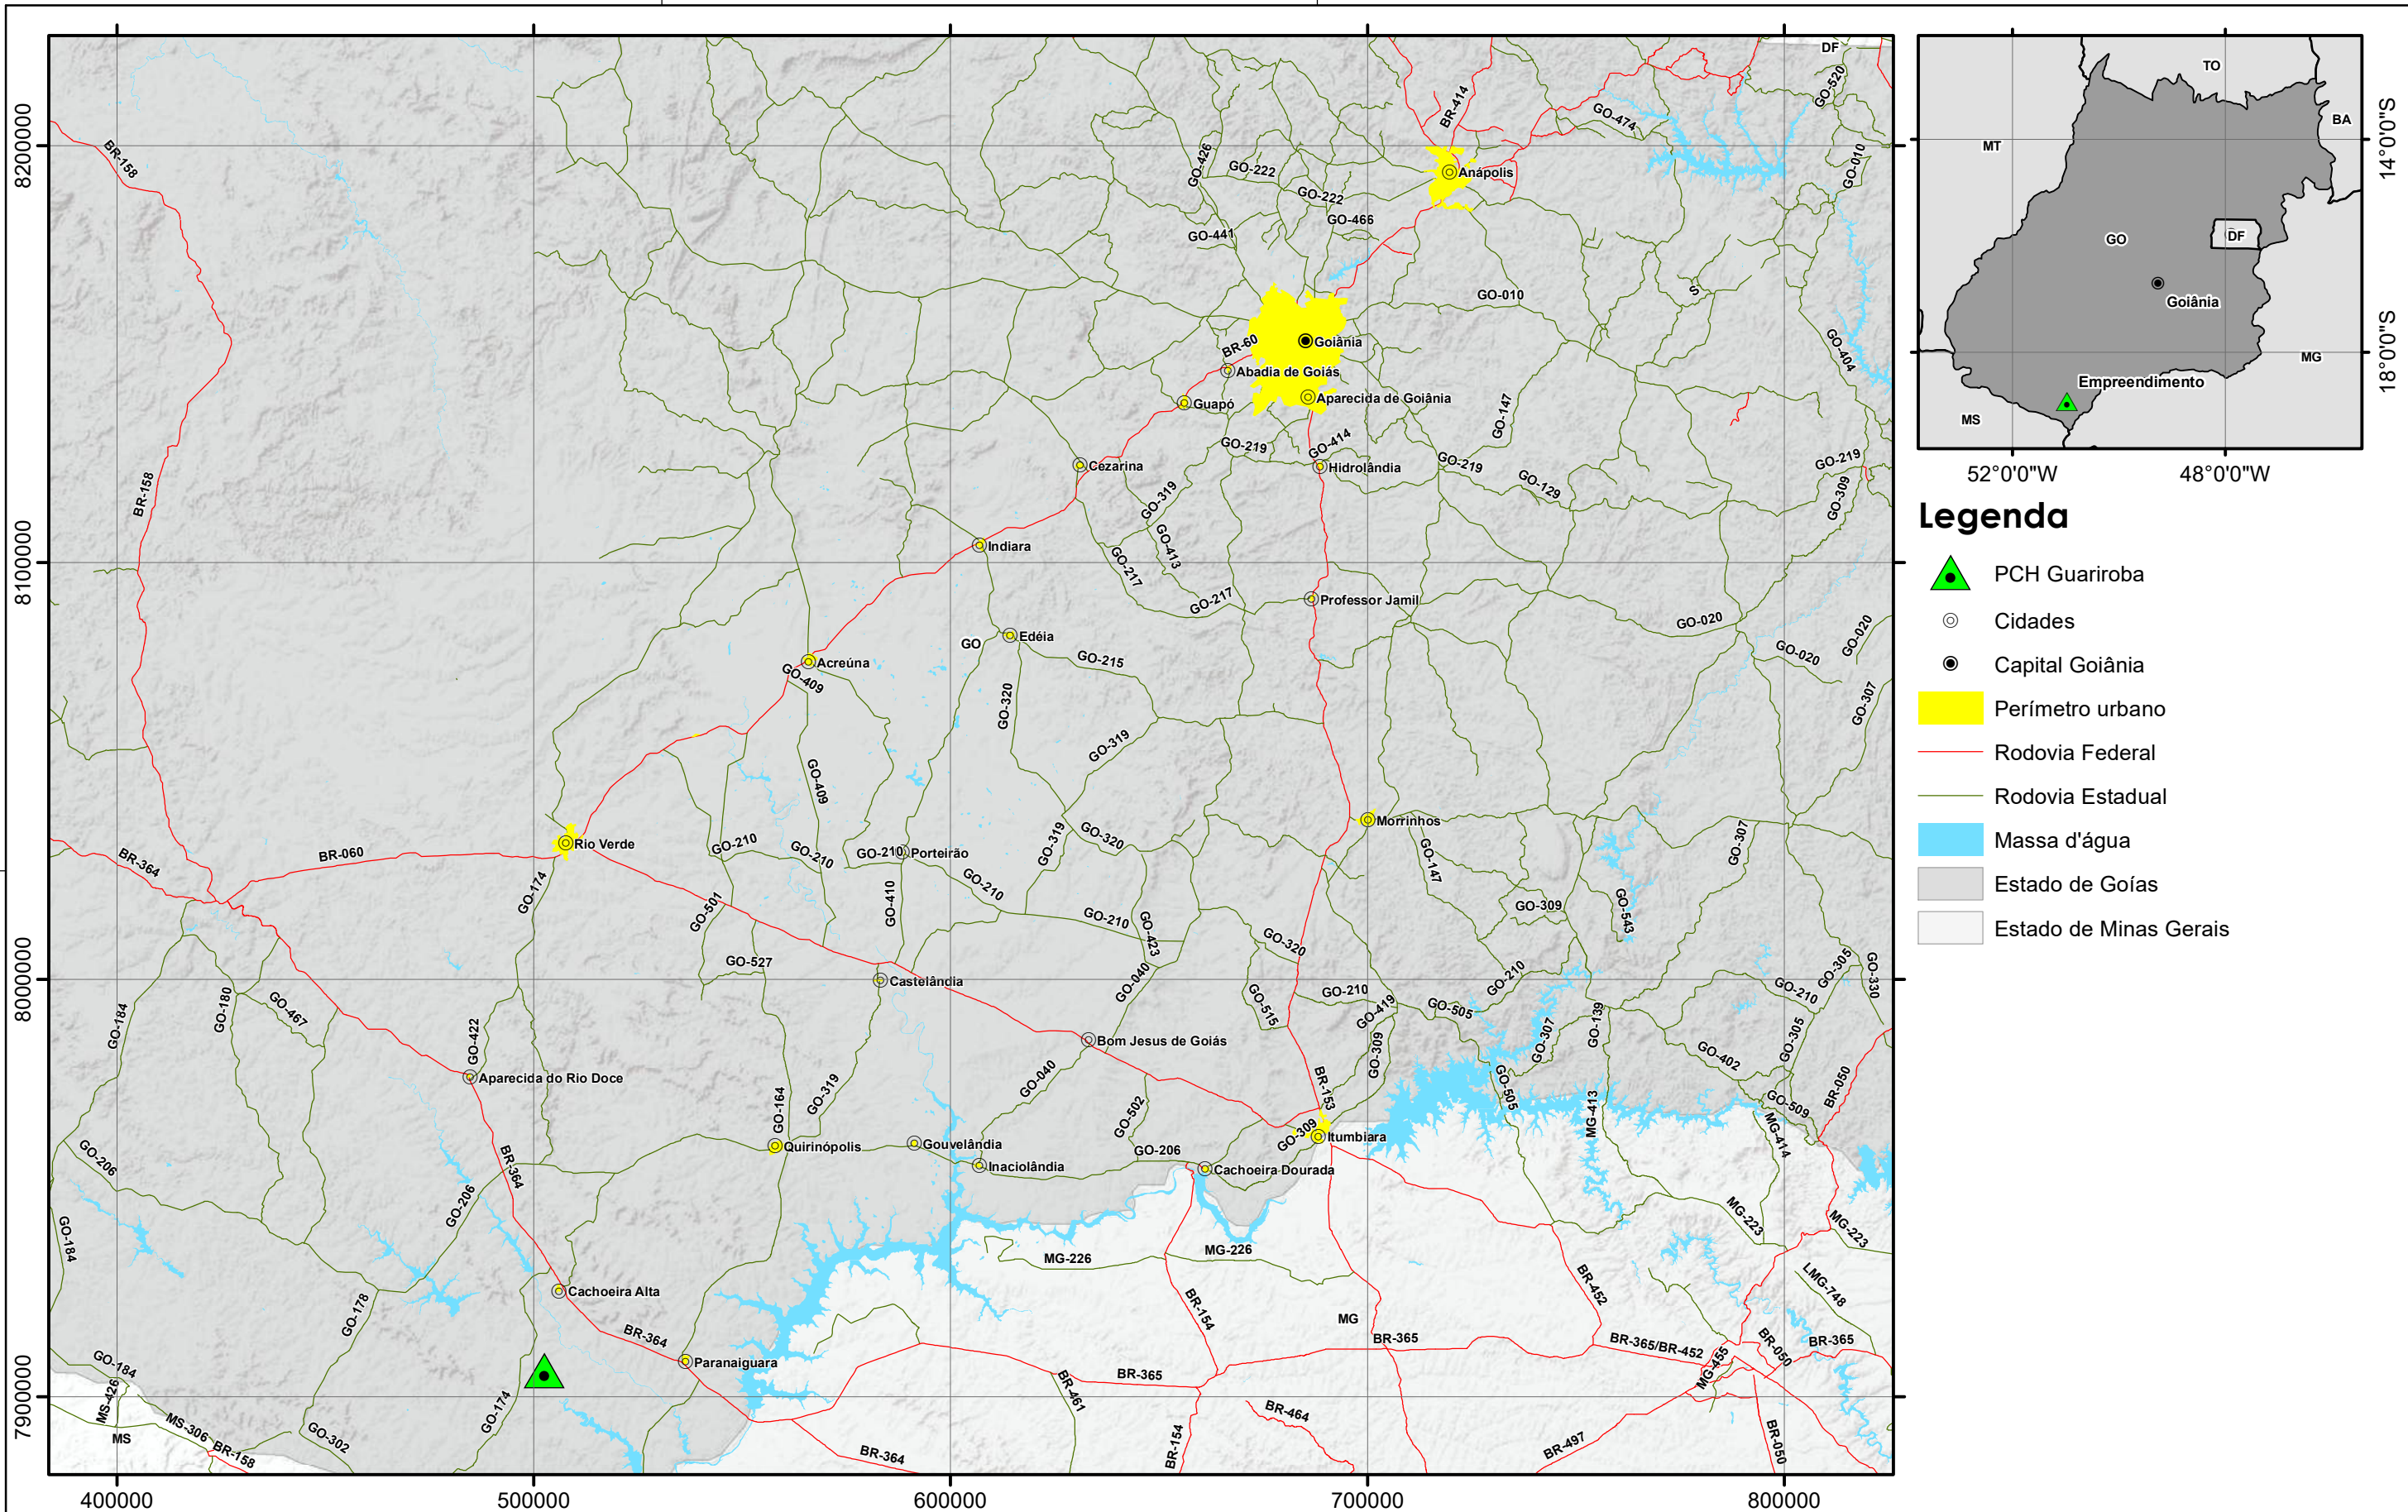 DF
BR-414
GO-520
GO-474
BR-158
GO-426
GO-222
GO-222
Anápolis
GO-010
GO-466
GO-441
GO-010
S
BR-60
Goiânia
GO-404
Abadia de Goiás
Aparecida de Goiânia
Guapó
GO-147
GO-219
GO-414
Cezarina
Hidrolândia
GO-219
GO-219
BR-158
GO-319
GO-129
GO-309
Indiara
GO-413
GO-217
GO-217
Professor Jamil
GO-020
GO-020
GO
Edéia
GO-215
GO-020
Acreúna
GO-409
GO-320
GO-307
GO-319
GO-409
Morrinhos
Rio Verde
GO-210
GO-210
GO-210
Porteirão
GO-319
GO-320
GO-307
BR-364
BR-060
GO-147
GO-174
GO-210
GO-501
GO-410
GO-210
GO-309
GO-543
GO-423
GO-320
GO-527
Castelândia
GO-040
GO-210
GO-305
GO-330
GO-210
GO-210
GO-184
GO-180
GO-467
GO-515
GO-419
GO-505
GO-422
Bom Jesus de Goiás
GO-309
GO-307
GO-139
GO-305
GO-402
Aparecida do Rio Doce
GO-040
BR-153
GO-505
BR-050
GO-164
GO-319
GO-502
MG-413
GO-509
GO-206
BR-364
Quirinópolis
Gouvelândia
GO-206
GO-309
Itumbiara
MG-414
Inaciolândia
Cachoeira Dourada
GO-206
GO-184
MG-223
MG-223
MG-226
MG-226
Cachoeira Alta
GO-178
BR-154
BR-452
LMG-748
BR-364
MG
BR-365
BR-365/BR-452
BR-050
BR-365
GO-184
Paranaiguara
BR-365
BR-461
MG-455
MS-426
GO-174
MS-306
BR-464
MS
BR-158
GO-302
BR-364
BR-154
BR-497
BR-050
8200000
8100000
8000000
7900000
400000
500000
600000
700000
800000
TO
BA
MT
GO
DF
Goiânia
MG
Empreendimento
MS
14°0'0"S
18°0'0"S
52°0'0"W
48°0'0"W
Legenda
PCH Guariroba
Cidades
Capital Goiânia
Perímetro urbano
Rodovia Federal
Rodovia Estadual
Massa d'água
Estado de Goías
Estado de Minas Gerais